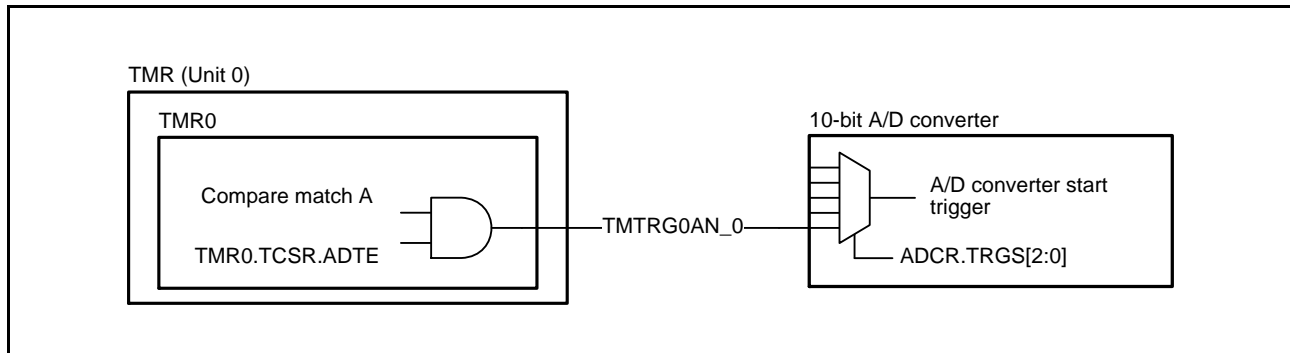 TMR (Unit 0)
TMR0
Compare match A
TMR0.TCSR.ADTE
TMTRG0AN_0
10-bit A/D converter
A/D converter start
trigger
ADCR.TRGS[2:0]